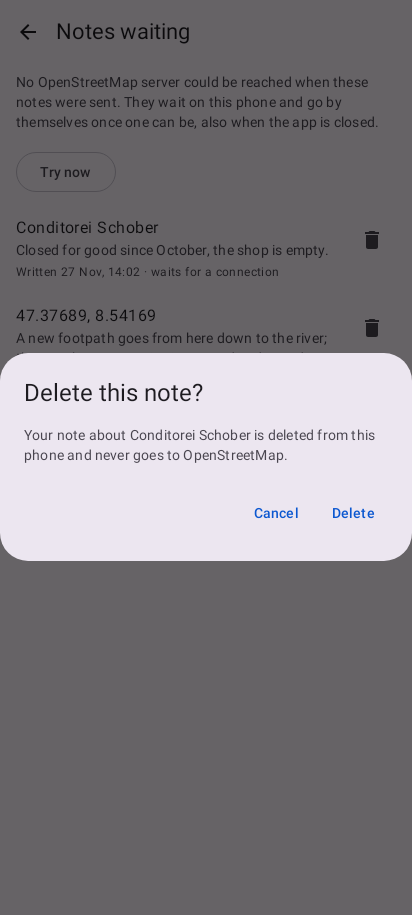 Notes waiting
No OpenStreetMap server could be reached when these
notes were sent. They wait on this phone and go by
themselves once one can be, also when the app is closed.
Try now
Conditorei Schober
Closed for good since October, the shop is empty.
Written 27 Nov, 14:02 · waits for a connection
47.37689, 8.54169
A new footpath goes from here down to the river;
Delete this note?
Your note about Conditorei Schober is deleted from this
phone and never goes to OpenStreetMap.
Cancel
Delete